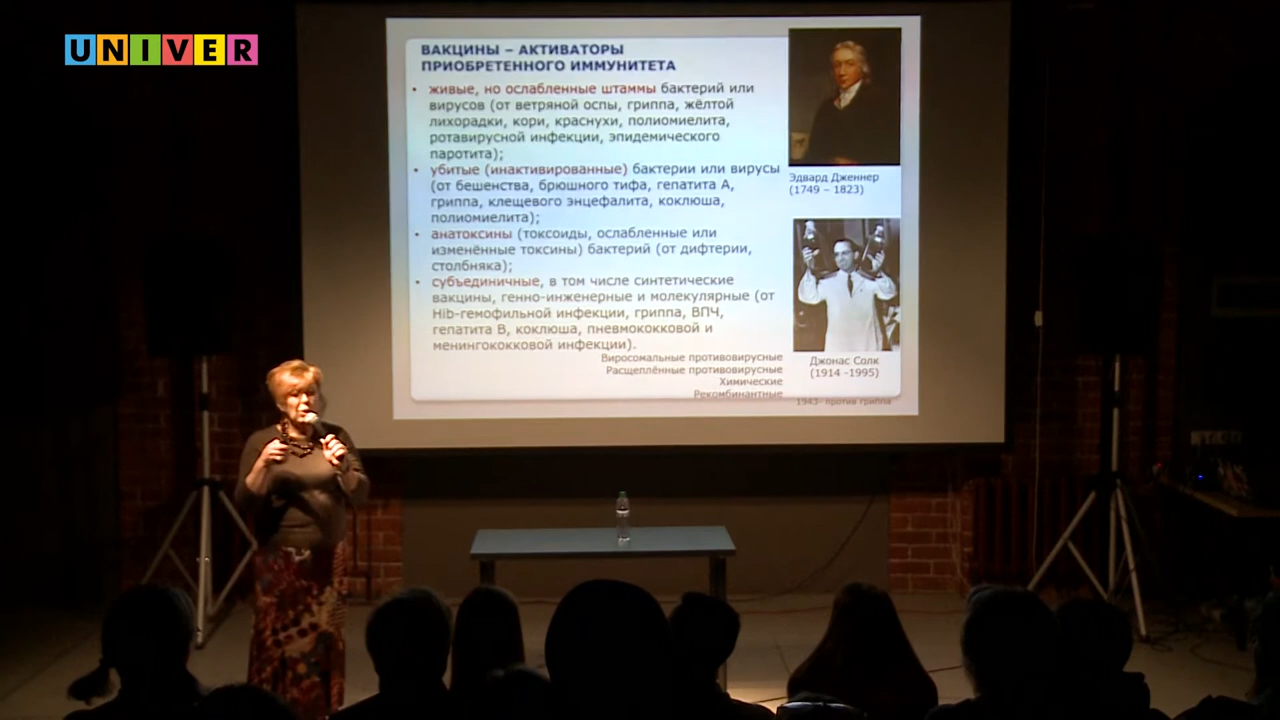 UNIVER
ВАКЦИНЫ – АКТИВАТОРЫ
ПРИОБРЕТЕННОГО ИММУНИТЕТА
• живые, но ослабленные штаммы бактерий или
вирусов (от ветряной оспы, гриппа, жёлтой
лихорадки, кори, краснухи, полиомиелита,
ротавирусной инфекции, эпидемического
паротита);
• убитые (инактивированные) бактерии или вирусы
(от бешенства, брюшного тифа, гепатита А,
гриппа, клещевого энцефалита, коклюша,
полиомиелита);
• анатоксины (токсоиды, ослабленные или
изменённые токсины) бактерий (от дифтерии,
столбняка);
• субъединичные, в том числе синтетические
вакцины, генно-инженерные и молекулярные (от
Hib-гемофильной инфекции, гриппа, ВПЧ,
гепатита В, коклюша, пневмококковой и
менингококковой инфекции).
Виросомальные противовирусные
Расщеплённые противовирусные
Химические
Рекомбинантные
Эдвард Дженнер
(1749 – 1823)
Джонас Солк
(1914 -1995)
1943- против гриппа